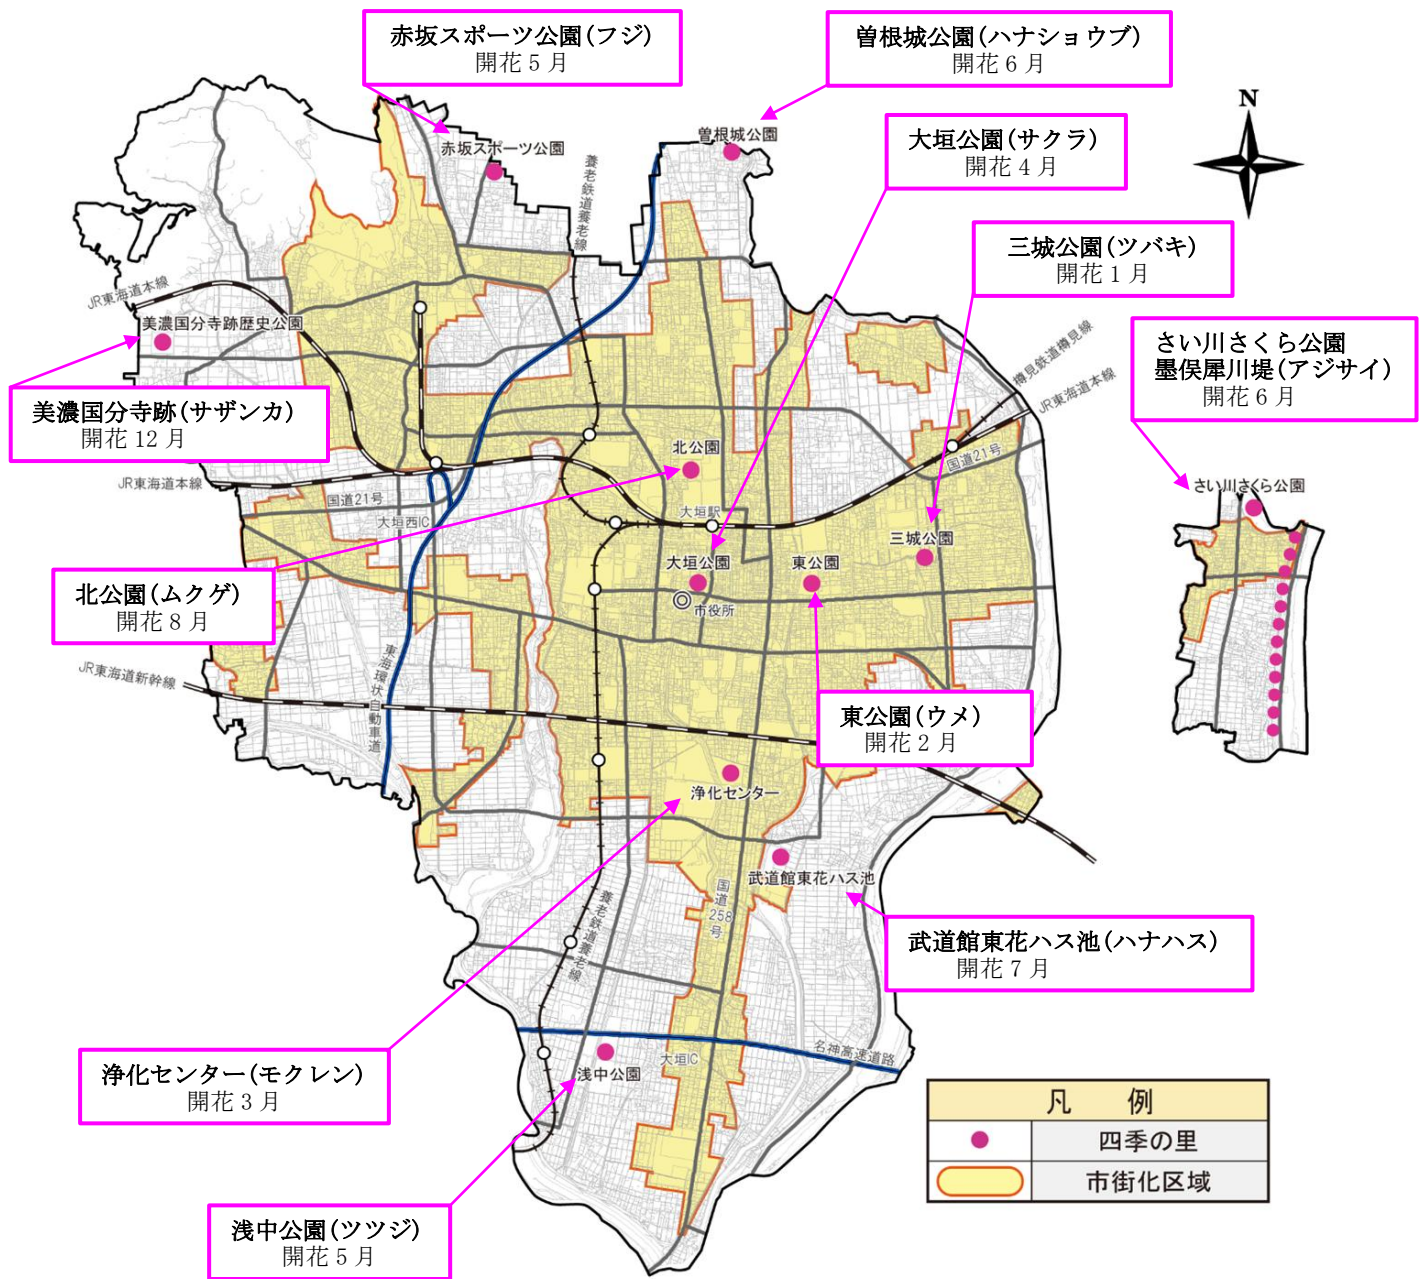 赤坂スポーツ公園(フジ)
開花5月
曽根城公園(ハナショウブ)
開花6月
N
大垣公園(サクラ)
開花4月
曽根城公園
赤坂スポーツ公園
養老鉄道養老線
三城公園(ツバキ)
開花1月
JR東海道本線
美濃国分寺跡歴史公園
さい川さくら公園
墨俣犀川堤(アジサイ)
開花6月
樽見鉄道樽見線
JR東海道本線
美濃国分寺跡(サザンカ)
開花12月
北公園
国道21号
JR東海道本線
国道21号
大垣西IC
大垣駅
さい川さくら公園
三城公園
大垣公園
東公園
北公園(ムクゲ)
開花8月
市役所
JR東海道新幹線
東海環状自動車道
東公園(ウメ)
開花2月
浄化センター
武道館東花ハス池
国道258号
養老鉄道養老線
武道館東花ハス池(ハナハス)
開花7月
名神高速道路
大垣IC
浅中公園
浄化センター(モクレン)
開花3月
凡 例
四季の里
市街化区域
浅中公園(ツツジ)
開花5月